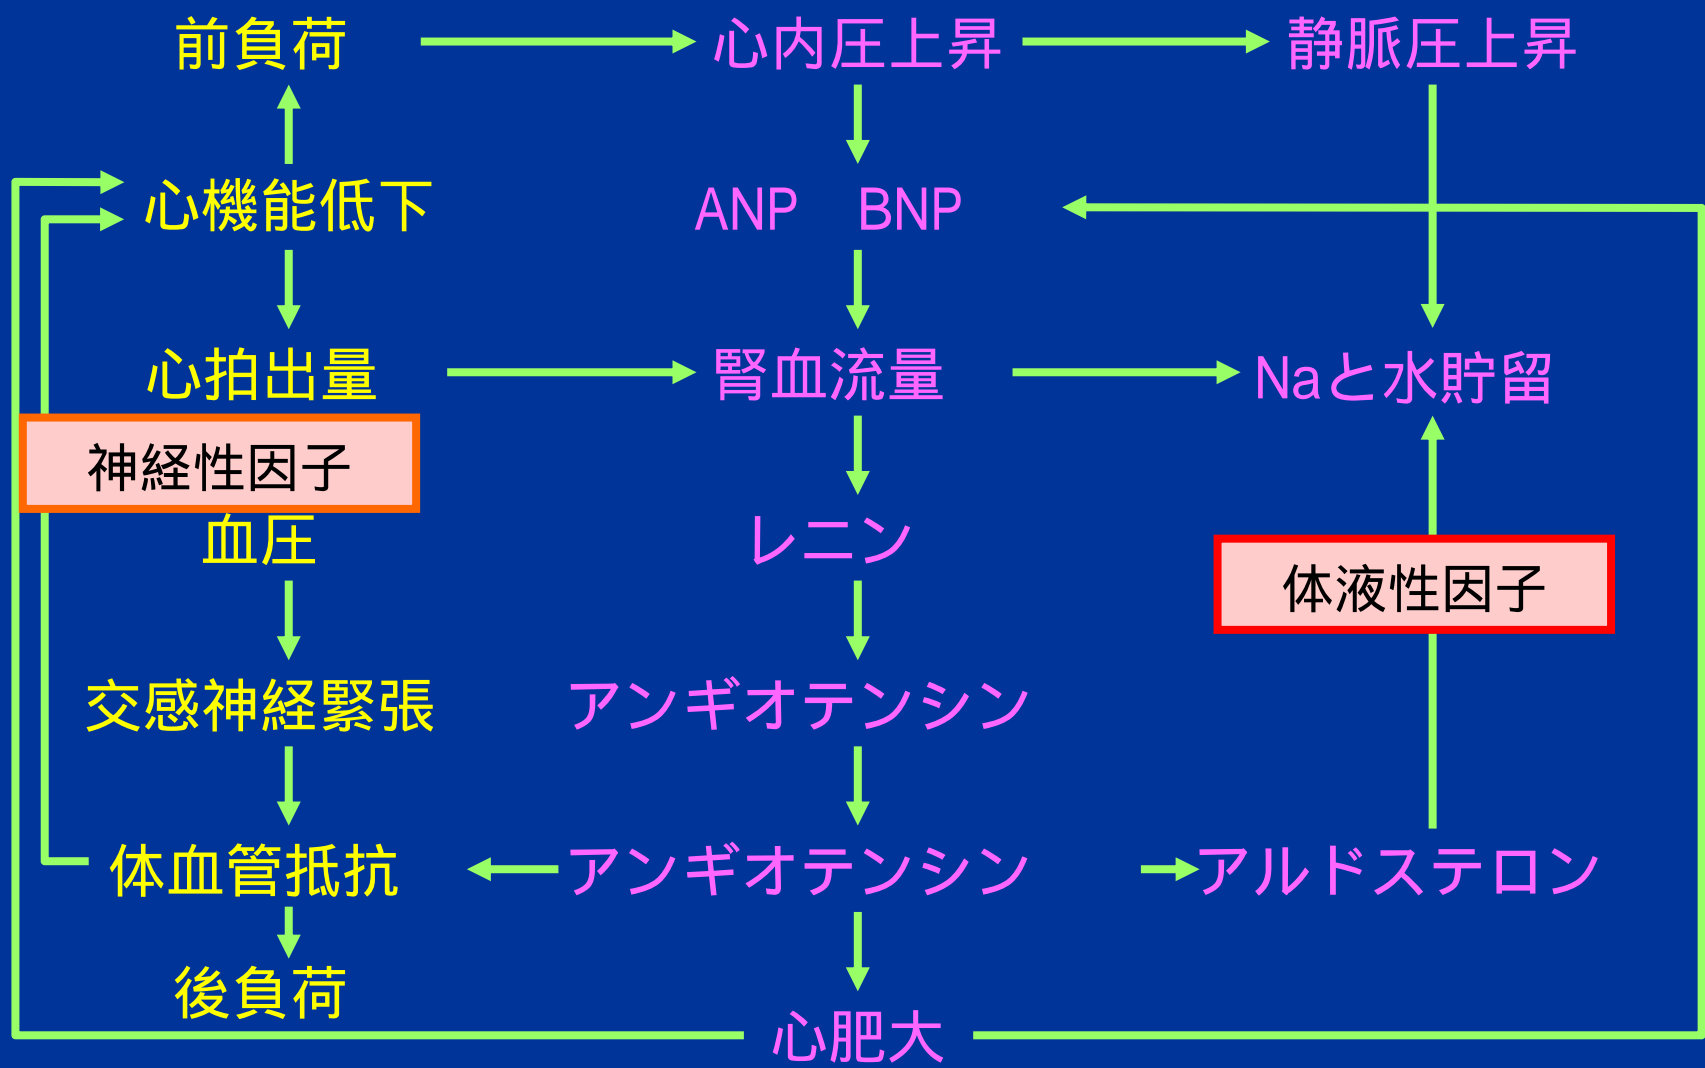 前負荷
心内圧上昇
静脈圧上昇
心機能低下
ANP BNP
心拍出量
腎血流量
Naと水貯留
神経性因子
血圧
レニン
体液性因子
交感神経緊張
アンギオテンシン
体血管抵抗
アンギオテンシン
アルドステロン
後負荷
心肥大